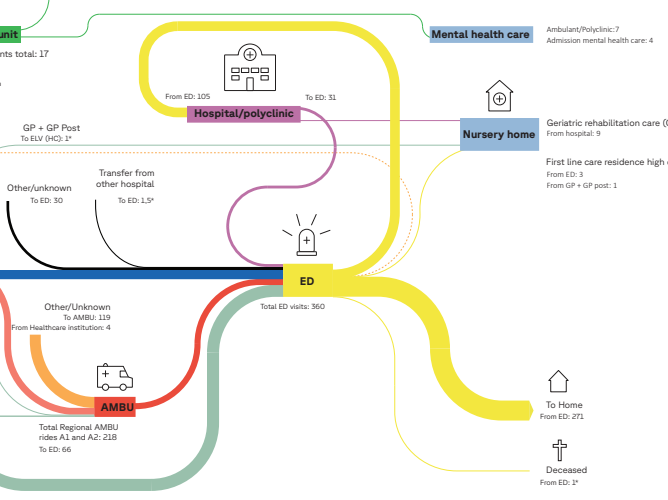 unit
nts total: 17
Mental health care
Ambulant/Polyclinic:7
Admission mental health care: 4
From ED: 105
To ED: 31
Hospital/polyclinic
GP + GP Post
To ELV (HC): 1*
Nursery home
Geriatric rehabilitation care (
From hospital: 9
First line care residence high
From ED: 3
From GP + GP post: 1
Transfer from
other hospital
To ED: 1,5*
Other/unknown
To ED: 30
ED
Total ED visits: 360
Other/Unknown
To AMBU: 119
From Healthcare institution: 4
AMBU
Total Regional AMBU
rides A1 and A2: 218
To ED: 66
To Home
From ED: 271
Deceased
From ED: 1*